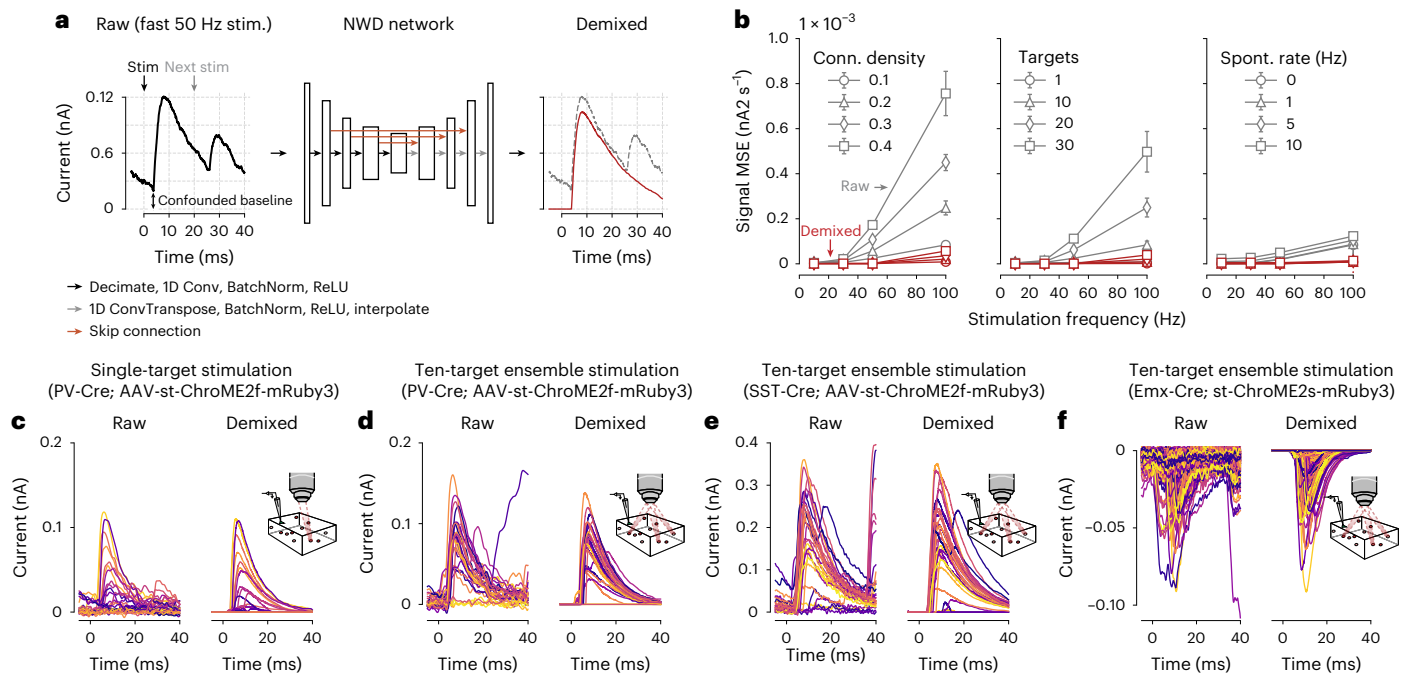 a
Raw (fast 50 Hz stim.)
NWD network
Demixed
Stim
Next stim
Current (nA)
0.12
0.6
0
Confounded baseline
0 10 20 30 40
Time (ms)
0 10 20 30 40
Time (ms)
Decimate, 1D Conv, BatchNorm, ReLU
1D ConvTranspose, BatchNorm, ReLU, interpolate
Skip connection
b
1 × 10−3
Signal MSE (nA2 s−1)
1.0
0.8
0.6
0.4
0.2
0
Conn. density
0.1
0.2
0.3
0.4
Raw
Demixed
0 20 40 60 80 100
Targets
1
10
20
30
0 20 40 60 80 100
Spont. rate (Hz)
0
1
5
10
0 20 40 60 80 100
Stimulation frequency (Hz)
c
Single-target stimulation
(PV-Cre; AAV-st-ChroME2f-mRuby3)
Raw
Demixed
Current (nA)
0.2
0.1
0
0 20 40
Time (ms)
0 20 40
Time (ms)
d
Ten-target ensemble stimulation
(PV-Cre; AAV-st-ChroME2f-mRuby3)
Raw
Demixed
Current (nA)
0.2
0.1
0
0 20 40
Time (ms)
0 20 40
Time (ms)
e
Ten-target ensemble stimulation
(SST-Cre; AAV-st-ChroME2f-mRuby3)
Raw
Demixed
Current (nA)
0.4
0.3
0.2
0.1
0
0 20 40
Time (ms)
0 20 40
Time (ms)
f
Ten-target ensemble stimulation
(Emx-Cre; st-ChroME2s-mRuby3)
Raw
Demixed
Current (nA)
0
−0.05
−0.10
0 20 40
Time (ms)
0 20 40
Time (ms)